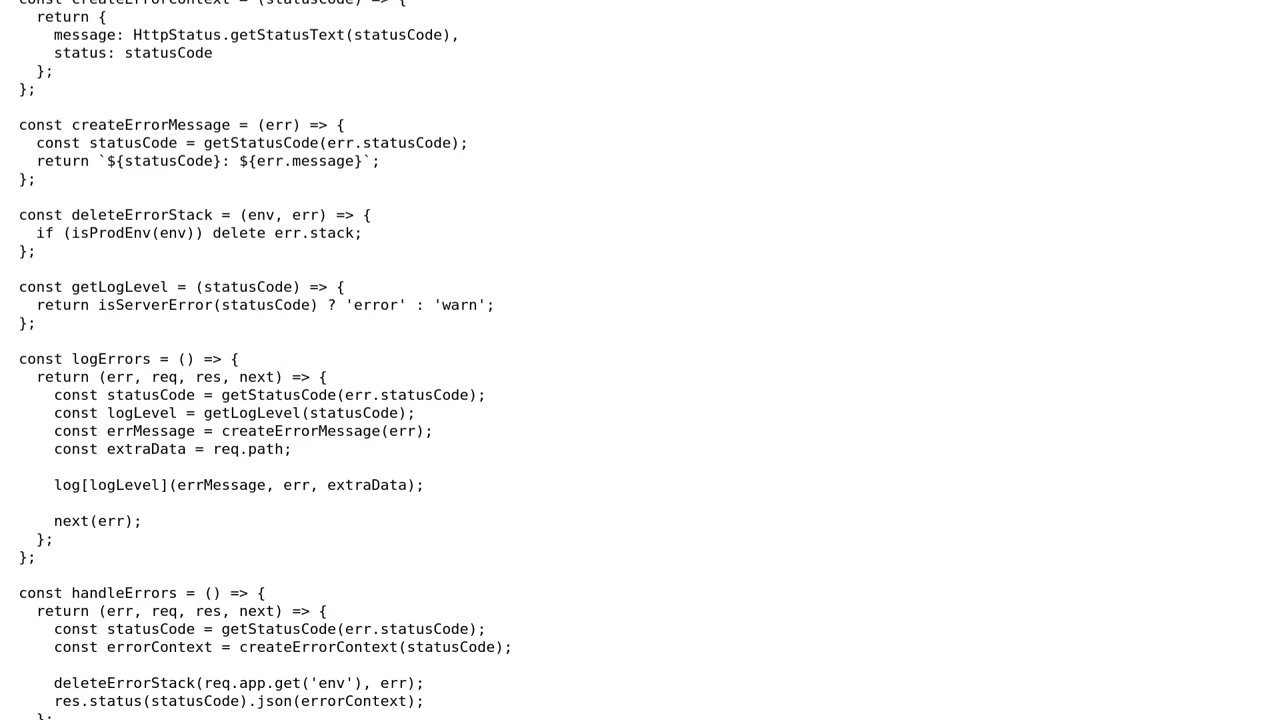 const createErrorContext = (statusCode) => {
  return {
    message: HttpStatus.getStatusText(statusCode),
    status: statusCode
  };
};

const createErrorMessage = (err) => {
  const statusCode = getStatusCode(err.statusCode);
  return `${statusCode}: ${err.message}`;
};

const deleteErrorStack = (env, err) => {
  if (isProdEnv(env)) delete err.stack;
};

const getLogLevel = (statusCode) => {
  return isServerError(statusCode) ? 'error' : 'warn';
};

const logErrors = () => {
  return (err, req, res, next) => {
    const statusCode = getStatusCode(err.statusCode);
    const logLevel = getLogLevel(statusCode);
    const errMessage = createErrorMessage(err);
    const extraData = req.path;

    log[logLevel](errMessage, err, extraData);

    next(err);
  };
};

const handleErrors = () => {
  return (err, req, res, next) => {
    const statusCode = getStatusCode(err.statusCode);
    const errorContext = createErrorContext(statusCode);

    deleteErrorStack(req.app.get('env'), err);
    res.status(statusCode).json(errorContext);
  };